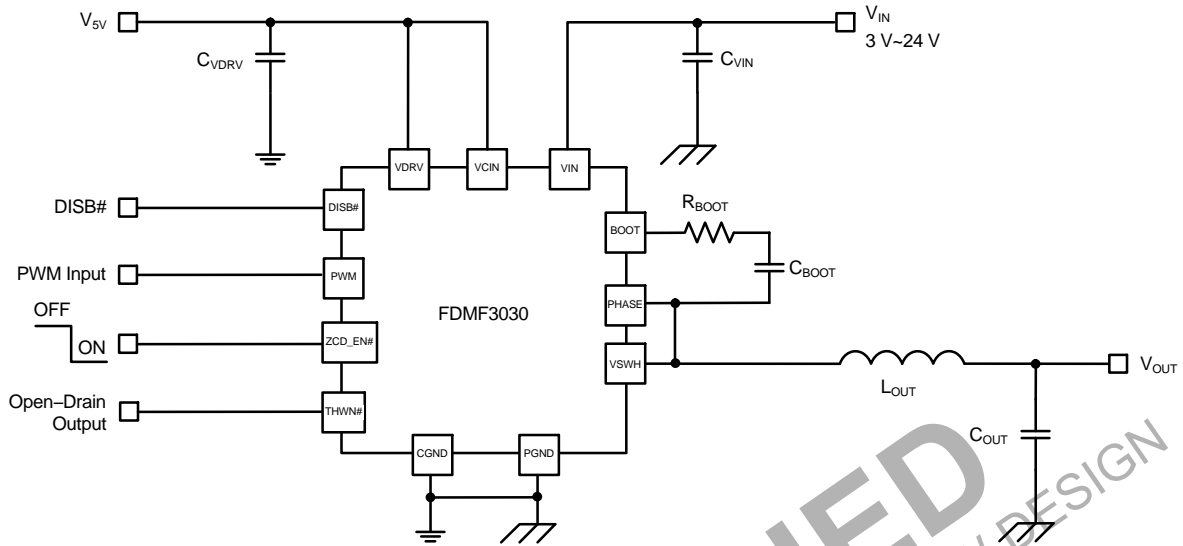 V5V
CVDRV
VIN
3 V~24 V
CVIN
VDRV
VCIN
VIN
DISB#
DISB#
RBOOT
BOOT
CBOOT
PWM Input
PWM
PHASE
FDMF3030
OFF
ON
ZCD_EN#
VSWH
VOUT
LOUT
Open–Drain
Output
THWN#
COUT
CGND
PGND
DESIGN